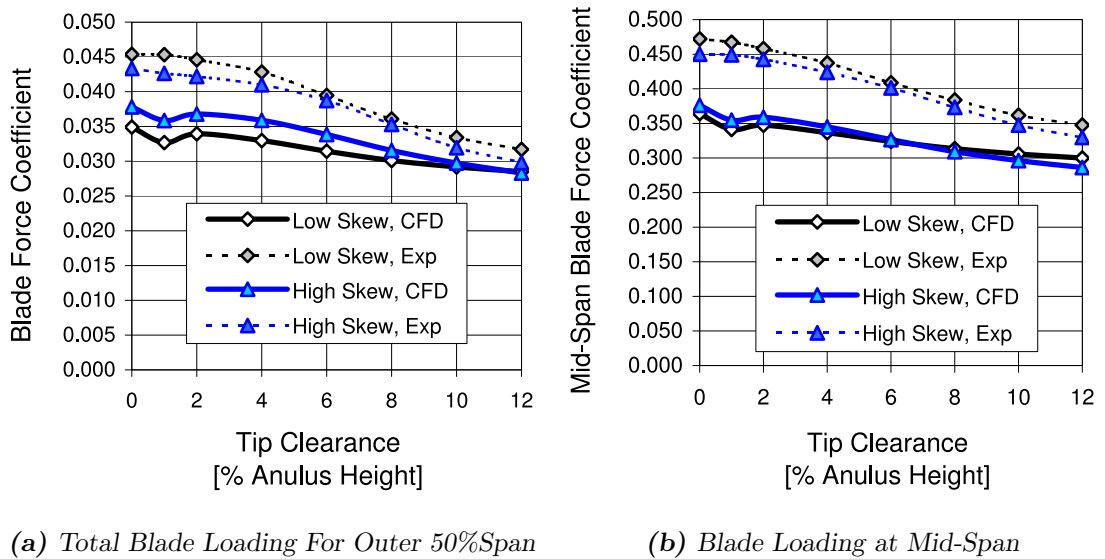 Blade Force Coefficient
0.050
0.045
0.040
0.035
0.030
0.025
0.020
0.015
0.010
0.005
0.000
Low Skew, CFD
Low Skew, Exp
High Skew, CFD
High Skew, Exp
0 2 4 6 8 10 12
Tip Clearance
[% Anulus Height]
(a) Total Blade Loading For Outer 50%Span
Mid-Span Blade Force Coefficient
0.500
0.450
0.400
0.350
0.300
0.250
0.200
0.150
0.100
0.050
0.000
Low Skew, CFD
Low Skew, Exp
High Skew, CFD
High Skew, Exp
0 2 4 6 8 10 12
Tip Clearance
[% Anulus Height]
(b) Blade Loading at Mid-Span